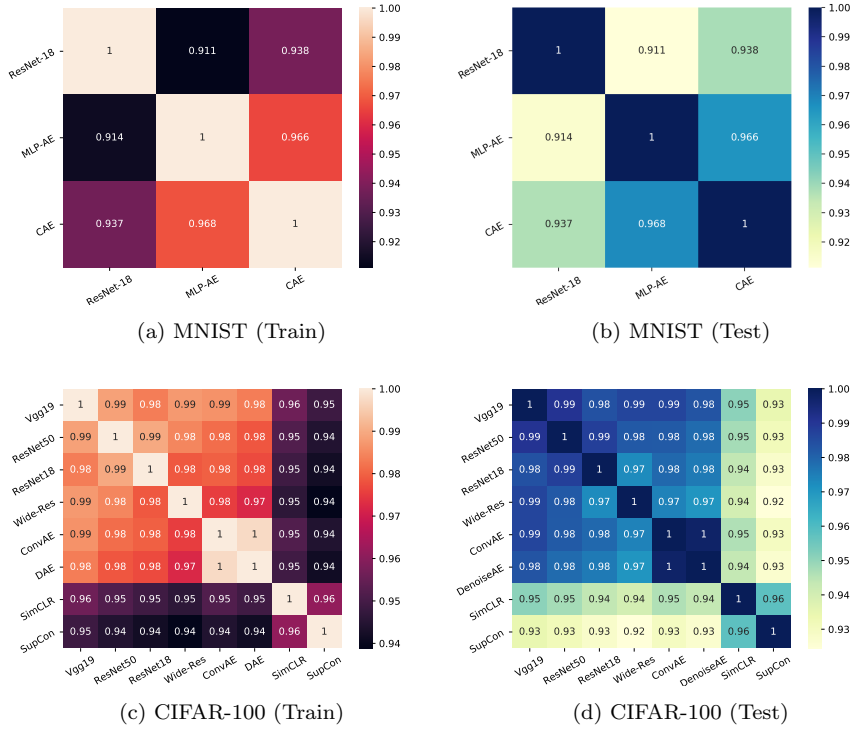 ResNet-18 1 0.911 0.938
MLP-AE 0.914 1 0.966
CAE 0.937 0.968 1
ResNet-18 MLP-AE CAE
1.00
0.99
0.98
0.97
0.96
0.95
0.94
0.93
0.92
(a) MNIST (Train)
ResNet-18 1 0.911 0.938
MLP-AE 0.914 1 0.966
CAE 0.937 0.968 1
ResNet-18 MLP-AE CAE
1.00
0.99
0.98
0.97
0.96
0.95
0.94
0.93
0.92
(b) MNIST (Test)
Vgg19 1 0.99 0.98 0.99 0.99 0.98 0.96 0.95
ResNet50 0.99 1 0.99 0.98 0.98 0.98 0.95 0.94
ResNet18 0.98 0.99 1 0.98 0.98 0.98 0.95 0.94
Wide-Res 0.99 0.98 0.98 1 0.98 0.97 0.95 0.94
ConvAE 0.99 0.98 0.98 0.98 1 1 0.95 0.94
DAE 0.98 0.98 0.98 0.97 1 1 0.95 0.94
SimCLR 0.96 0.95 0.95 0.95 0.95 0.95 1 0.96
SupCon 0.95 0.94 0.94 0.94 0.94 0.94 0.96 1
Vgg19 ResNet50 ResNet18 Wide-Res ConvAE DAE SimCLR SupCon
1.00
0.99
0.98
0.97
0.96
0.95
0.94
(c) CIFAR-100 (Train)
Vgg19 1 0.99 0.98 0.99 0.99 0.98 0.95 0.93
ResNet50 0.99 1 0.99 0.98 0.98 0.98 0.95 0.93
ResNet18 0.98 0.99 1 0.97 0.98 0.98 0.94 0.93
Wide-Res 0.99 0.98 0.97 1 0.97 0.97 0.94 0.92
ConvAE 0.99 0.98 0.98 0.97 1 1 0.95 0.93
DenoiseAE 0.98 0.98 0.98 0.97 1 1 0.94 0.93
SimCLR 0.95 0.95 0.94 0.94 0.95 0.94 1 0.96
SupCon 0.93 0.93 0.93 0.92 0.93 0.93 0.96 1
Vgg19 ResNet50 ResNet18 Wide-Res ConvAE DenoiseAE SimCLR SupCon
1.00
0.99
0.98
0.97
0.96
0.95
0.94
0.93
(d) CIFAR-100 (Test)